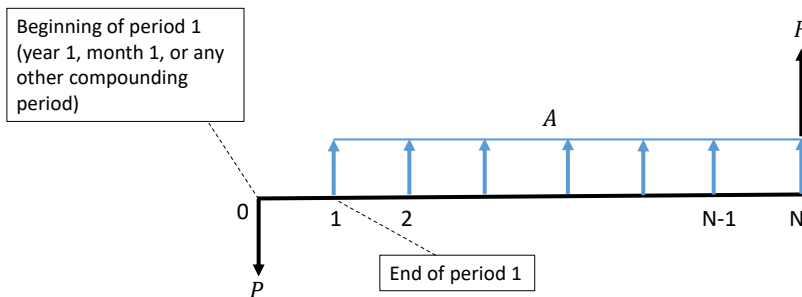 Beginning of period 1
(year 1, month 1, or any
other compounding
period)
F
A
0
1
2
N-1
N
End of period 1
P